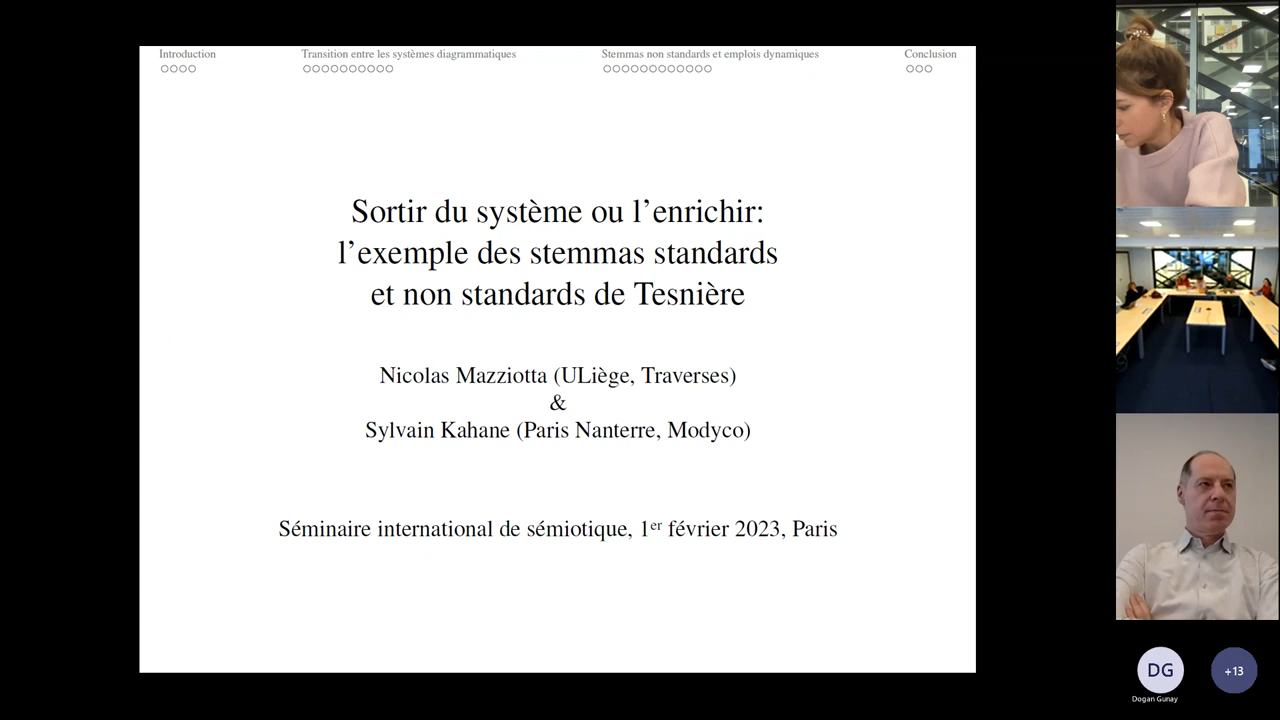 Introduction
Transition entre les systèmes diagrammatiques
Stemmas non standards et emplois dynamiques
Conclusion
Sortir du système ou l’enrichir:
l’exemple des stemmas standards
et non standards de Tesnière
Nicolas Mazziotta (ULiège, Traverses)
&
Sylvain Kahane (Paris Nanterre, Modyco)
Séminaire international de sémiotique, 1er février 2023, Paris
DG
+13
Dogan Gunay